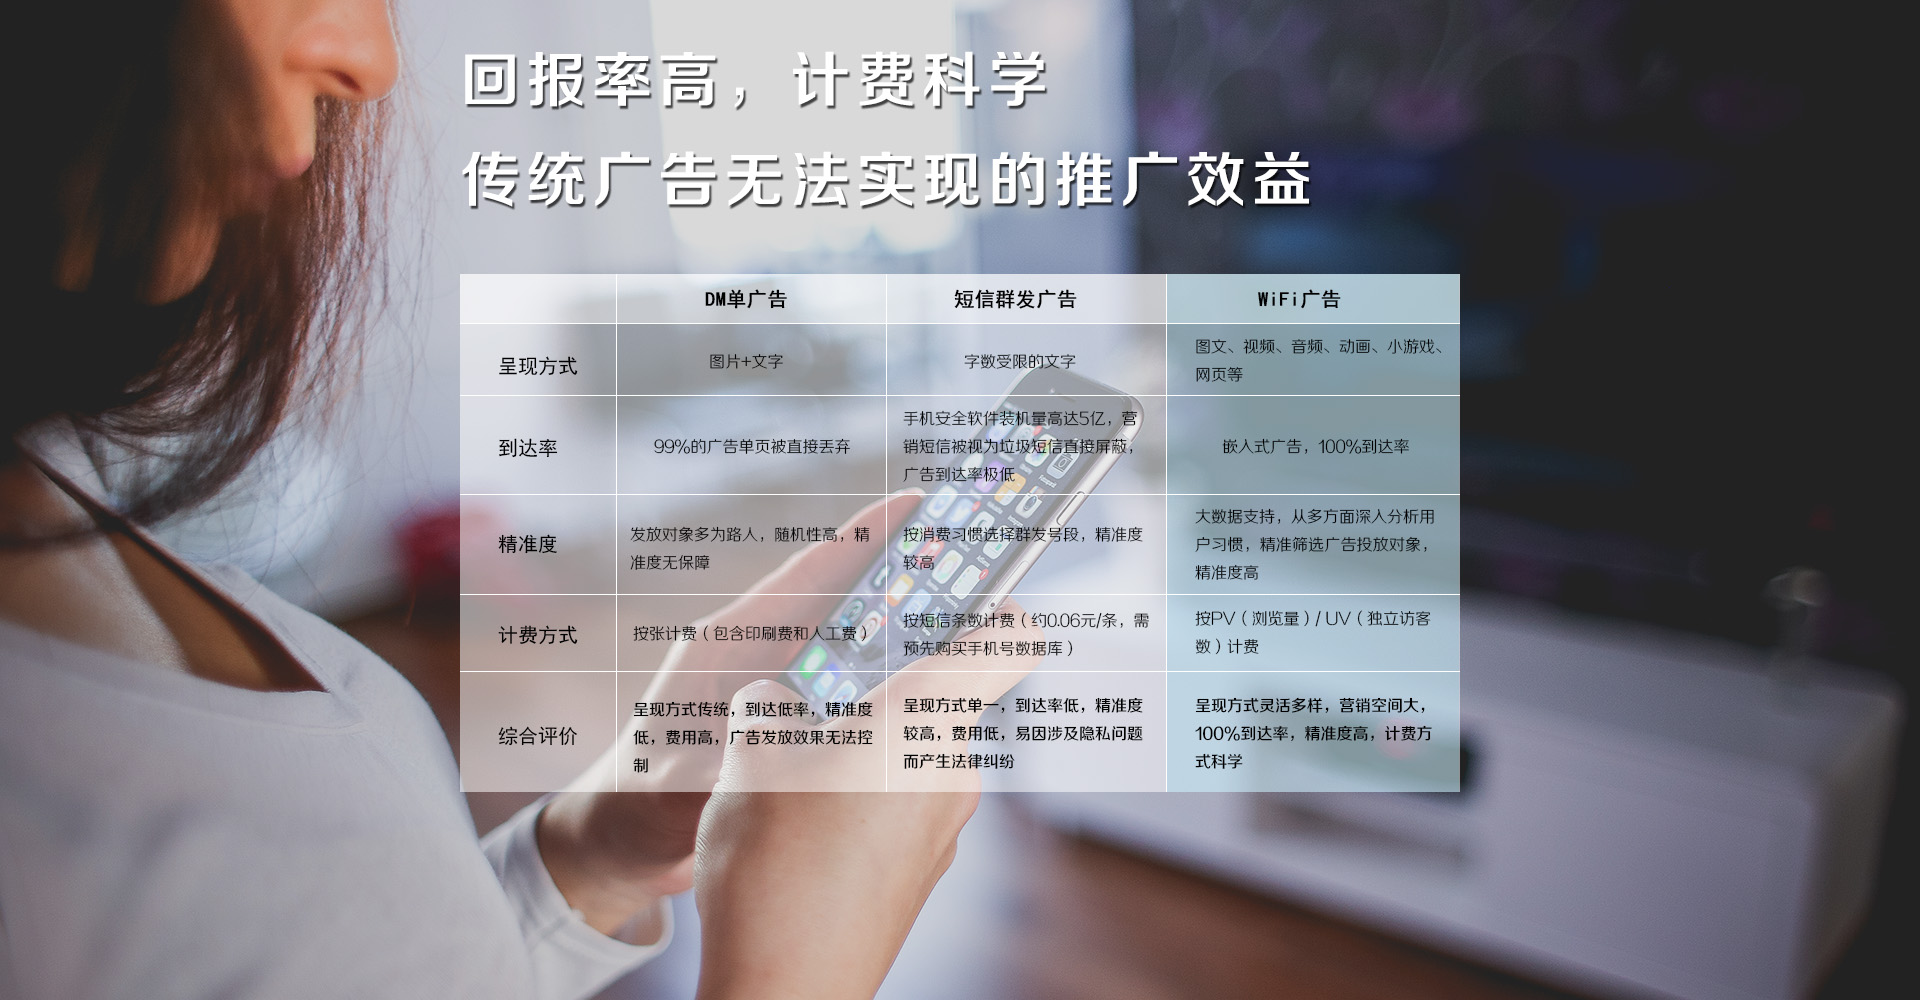 回报率高，计费科学
传统广告无法实现的推广效益
DM单广告
短信群发广告
WiFi广告
呈现方式
图片+文字
字数受限的文字
图文、视频、音频、动画、小游戏、
网页等
到达率
99%的广告单页被直接丢弃
手机安全软件装机量高达5亿，营
销短信被视为垃圾短信直接屏蔽，
广告到达率极低
嵌入式广告，100%到达率
精准度
发放对象多为路人，随机性高，精
准度无保障
按消费习惯选择群发号段，精准度
较高
大数据支持，从多方面深入分析用
户习惯，精准筛选广告投放对象，
精准度高
计费方式
按张计费（包含印刷费和人工费）
按短信条数计费（约0.06元/条，需
预先购买手机号数据库）
按PV（浏览量）/ UV（独立访客
数）计费
综合评价
呈现方式传统，到达低率，精准度
低，费用高，广告发放效果无法控
制
呈现方式单一，到达率低，精准度
较高，费用低，易因涉及隐私问题
而产生法律纠纷
呈现方式灵活多样，营销空间大，
100%到达率，精准度高，计费方
式科学